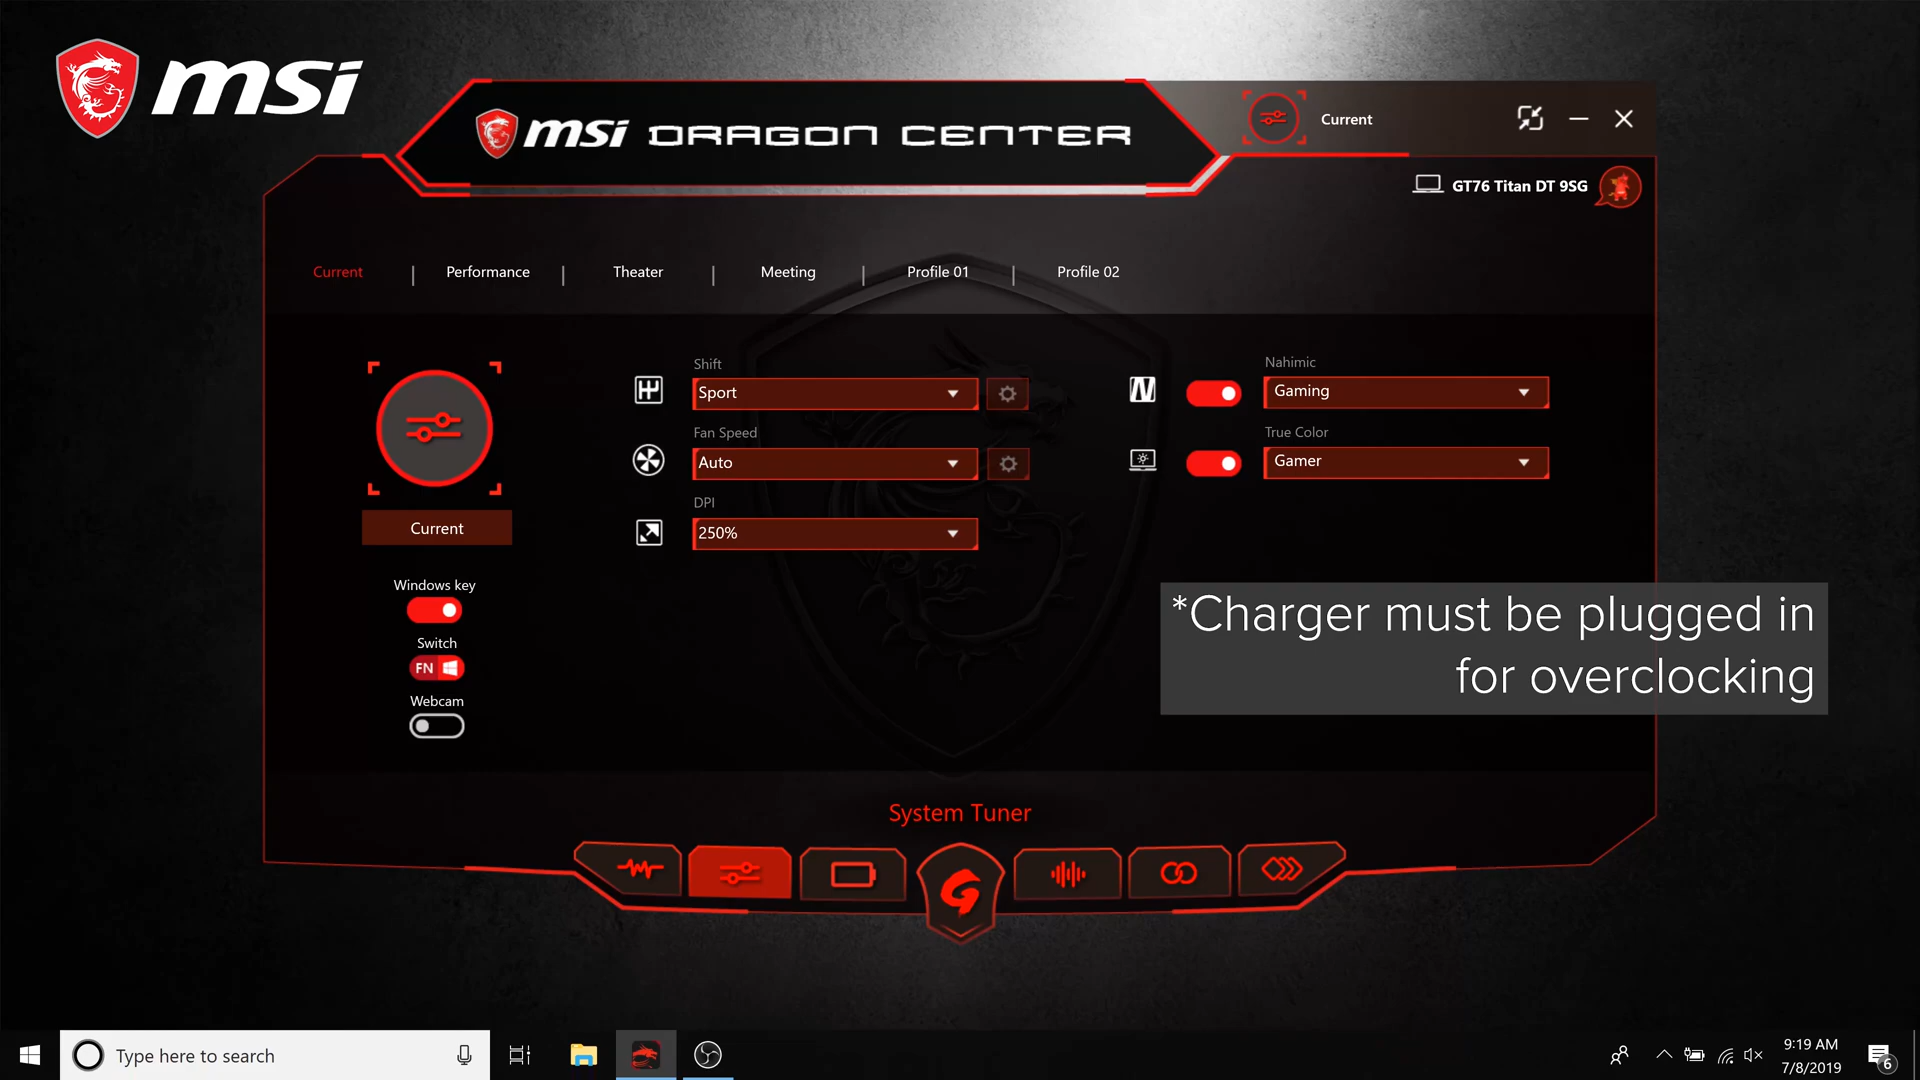 msi
msi DRAGON CENTER
Current
GT76 Titan DT 9SG
Current | Performance | Theater | Meeting | Profile 01 | Profile 02
Shift
Sport
Fan Speed
Auto
DPI
250%
Nahimic
Gaming
True Color
Gamer
Current
Windows key
Switch
FN
Webcam
*Charger must be plugged in
for overclocking
System Tuner
Type here to search
9:19 AM
7/8/2019
6